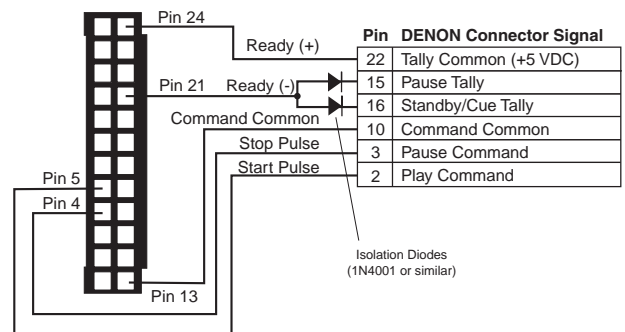 Pin 24
Pin DENON Connector Signal
Ready (+)
22 Tally Common (+5 VDC)
Pin 21 Ready (-)
15 Pause Tally
16 Standby/Cue Tally
Command Common
10 Command Common
Stop Pulse
3 Pause Command
Start Pulse
2 Play Command
Pin 5
Pin 4
Isolation Diodes
(1N4001 or similar)
Pin 13